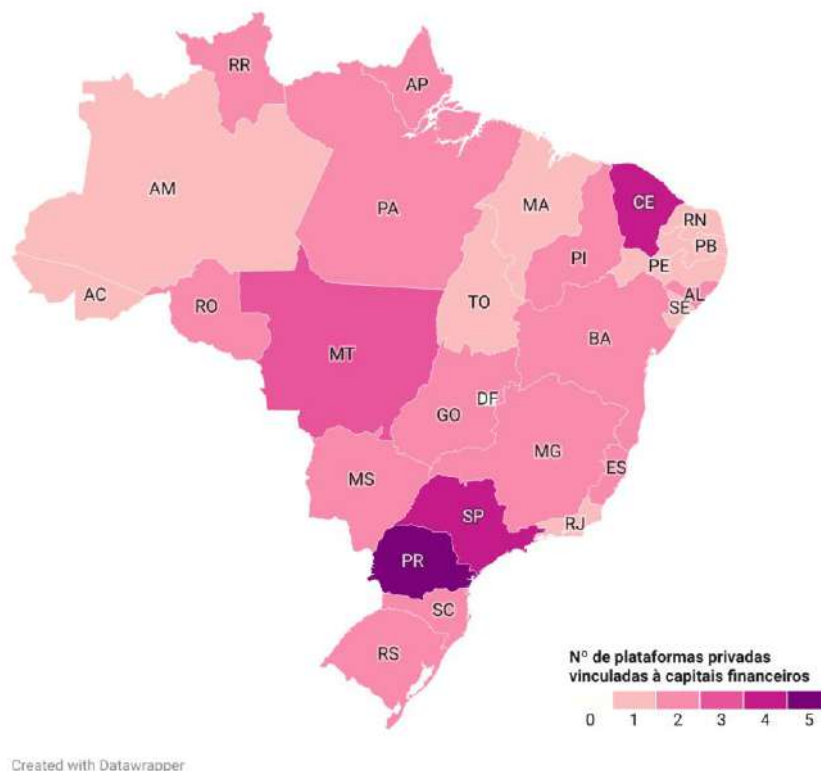 RR
AP
AM
PA
MA
CE
RN
PB
PI
PE
AC
TO
AL
RO
SE
BA
MT
DF
GO
MG
MS
ES
SP
RJ
PR
SC
RS
Nº de plataformas privadas
vinculadas à capitais financeiros
0 1 2 3 4 5
Created with Datawrapper